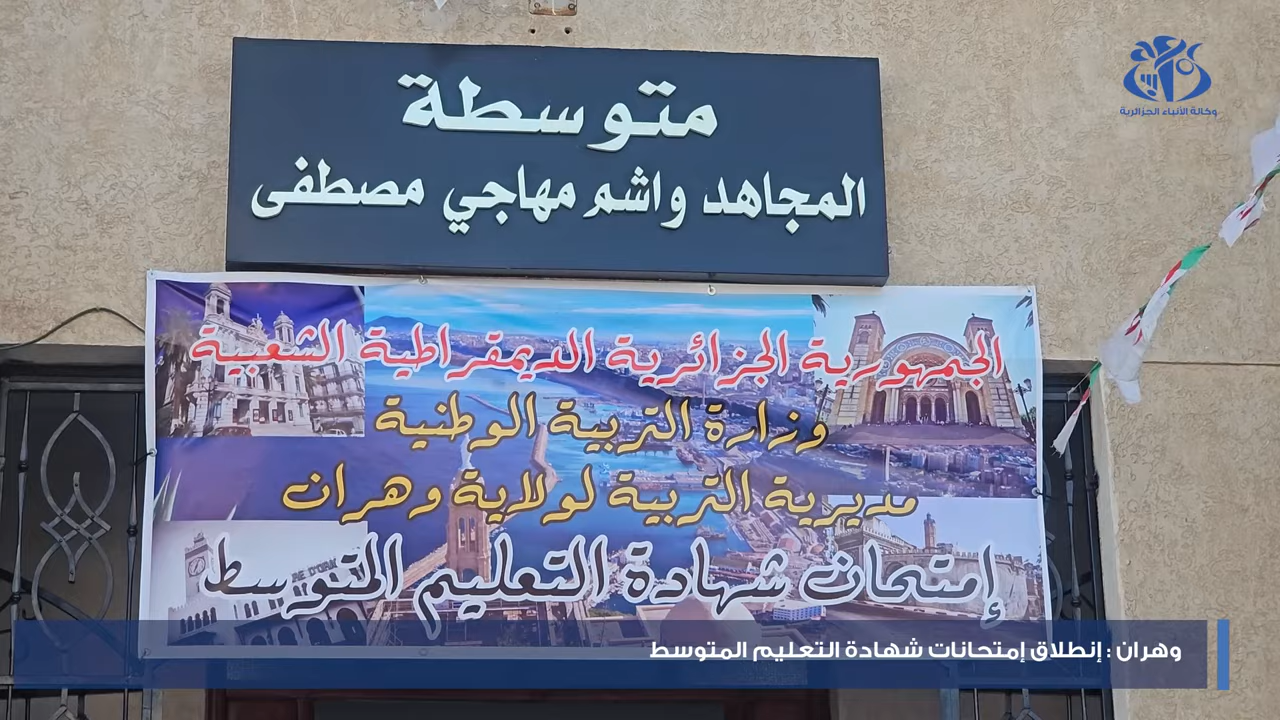 وكالة الأنباء الجزائرية
متوسطة
المجاهد واشم مهاجي مصطفى
الجمهورية الجزائرية الديمقراطية الشعبية
وزارة التربية الوطنية
مديرية التربية لولاية وهران
إمتحان شهادة التعليم المتوسط
وهران : إنطلاق إمتحانات شهادة التعليم المتوسط